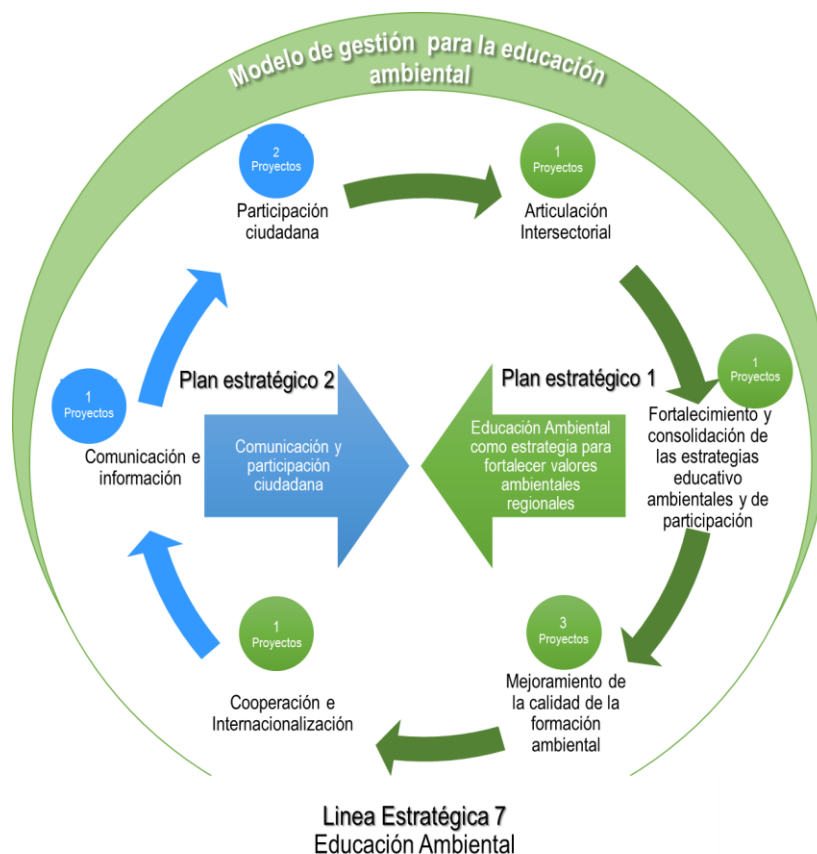 Modelo de gestión para la educación
ambiental
2
Proyectos
Participación
ciudadana
1
Proyectos
Articulación
Intersectorial
1
Proyectos
Comunicación e
información
Plan estratégico 2
Comunicación y
participación
ciudadana
Plan estratégico 1
Educación Ambiental
como estrategia para
fortalecer valores
ambientales
regionales
1
Proyectos
Fortalecimiento y
consolidación de
las estrategias
educativo
ambientales y de
participación
1
Proyectos
Cooperación e
Internacionalización
3
Proyectos
Mejoramiento de
la calidad de la
formación
ambiental
Linea Estratégica 7
Educación Ambiental